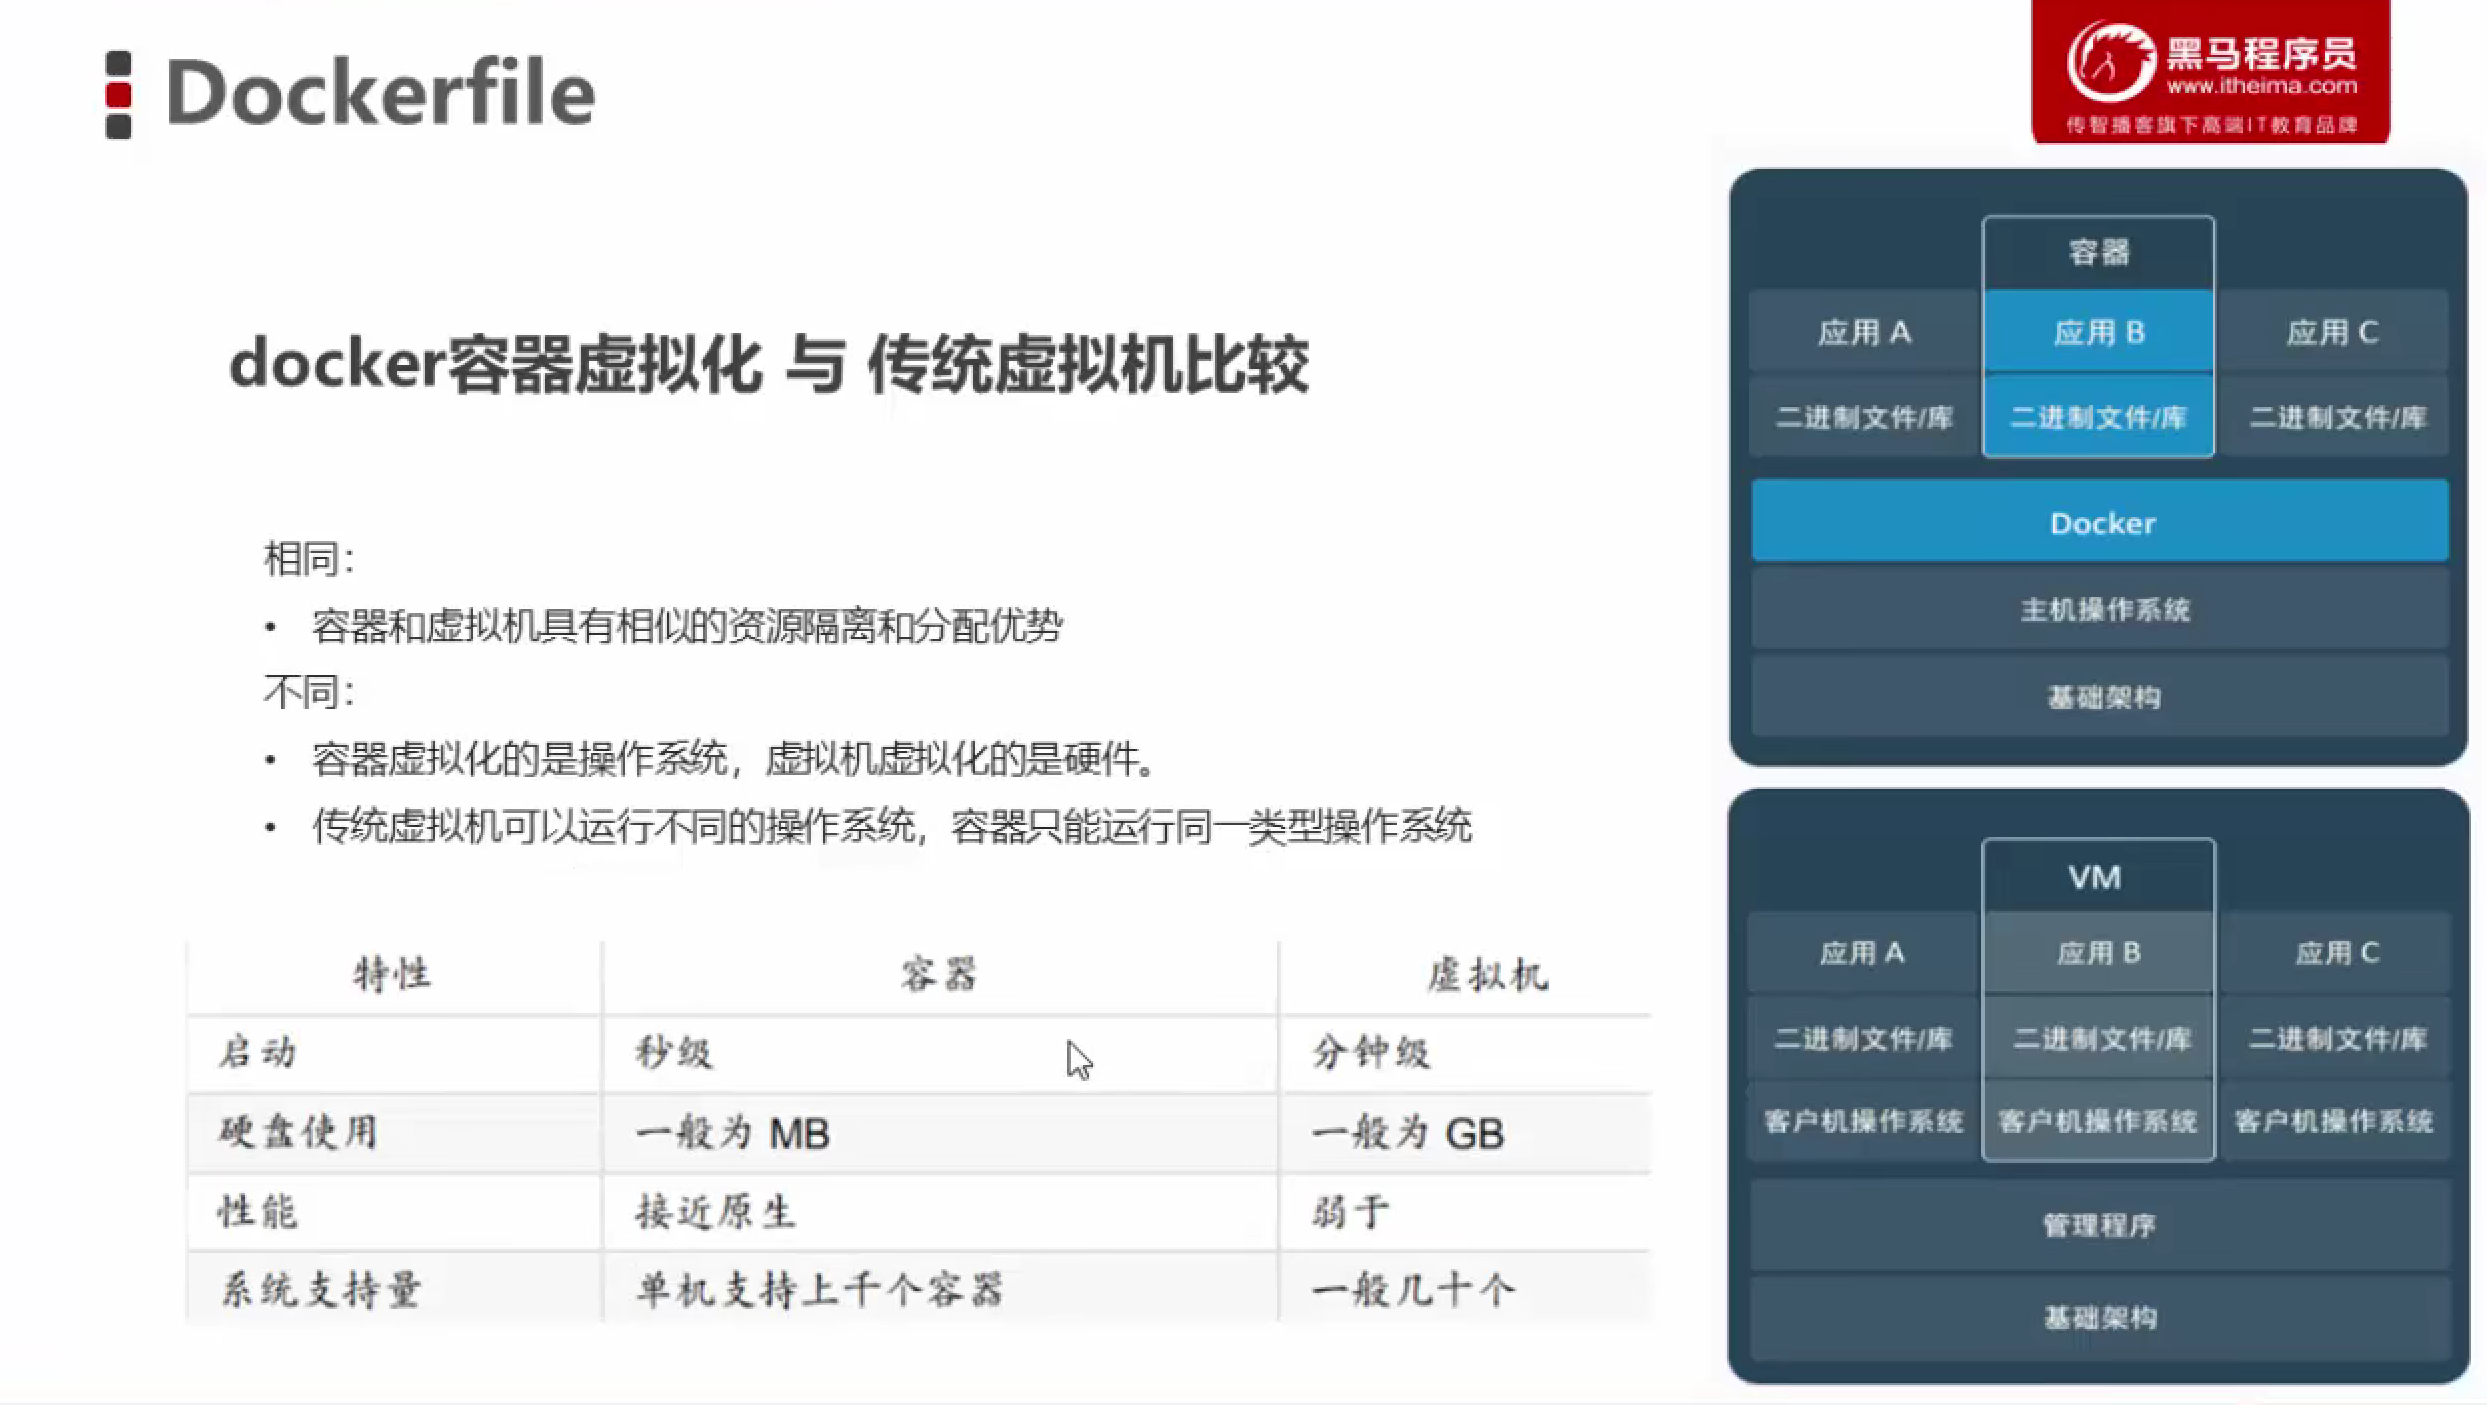 Dockerfile
黑马程序员
www.itheima.com
传智播客旗下高端IT教育品牌
docker容器虚拟化 与 传统虚拟机比较
相同：
• 容器和虚拟机具有相似的资源隔离和分配优势
不同：
• 容器虚拟化的是操作系统，虚拟机虚拟化的是硬件。
• 传统虚拟机可以运行不同的操作系统，容器只能运行同一类型操作系统
特性 容器 虚拟机
启动 秒级 分钟级
硬盘使用 一般为 MB 一般为 GB
性能 接近原生 弱于
系统支持量 单机支持上千个容器 一般几十个
容器
应用 A 应用 B 应用 C
二进制文件/库 二进制文件/库 二进制文件/库
Docker
主机操作系统
基础架构
VM
应用 A 应用 B 应用 C
二进制文件/库 二进制文件/库 二进制文件/库
客户机操作系统 客户机操作系统 客户机操作系统
管理程序
基础架构